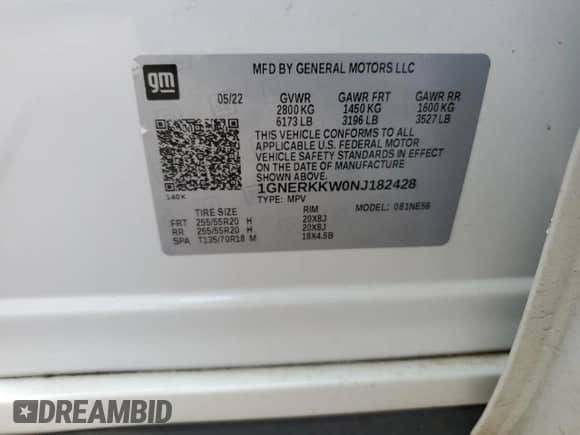 gm
MFD BY GENERAL MOTORS LLC
05/22 GVWR GAWR FRT GAWR RR
2800 KG 1450 KG 1600 KG
6173 LB 3196 LB 3527 LB
THIS VEHICLE CONFORMS TO ALL
APPLICABLE U.S. FEDERAL MOTOR
VEHICLE SAFETY STANDARDS IN EFFECT
ON THE DATE OF MANUFACTURE
SHOWN ABOVE.
140X
1GNERKKW0NJ182428
TYPE: MPV MODEL: 081NE56
TIRE SIZE RIM
FRT 255/55R20 H 20X8J
RR 255/55R20 H 20X8J
SPA T135/70R18 M 18X4.5B
DREAMBID